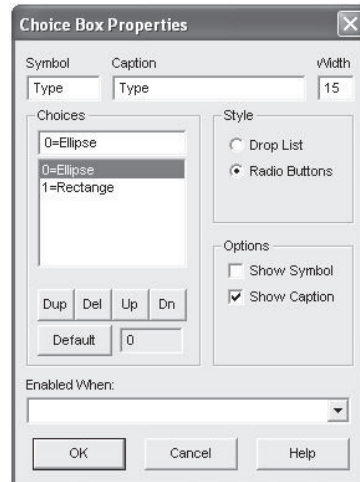 Choice Box Properties
Symbol Caption Width
Type Type 15
Choices Style
0=Ellipse
Drop List
0=Ellipse
Radio Buttons
1=Rectange
Options
Show Symbol
Dup Del Up Dn
Show Caption
Default 0
Enabled When:
OK Cancel Help